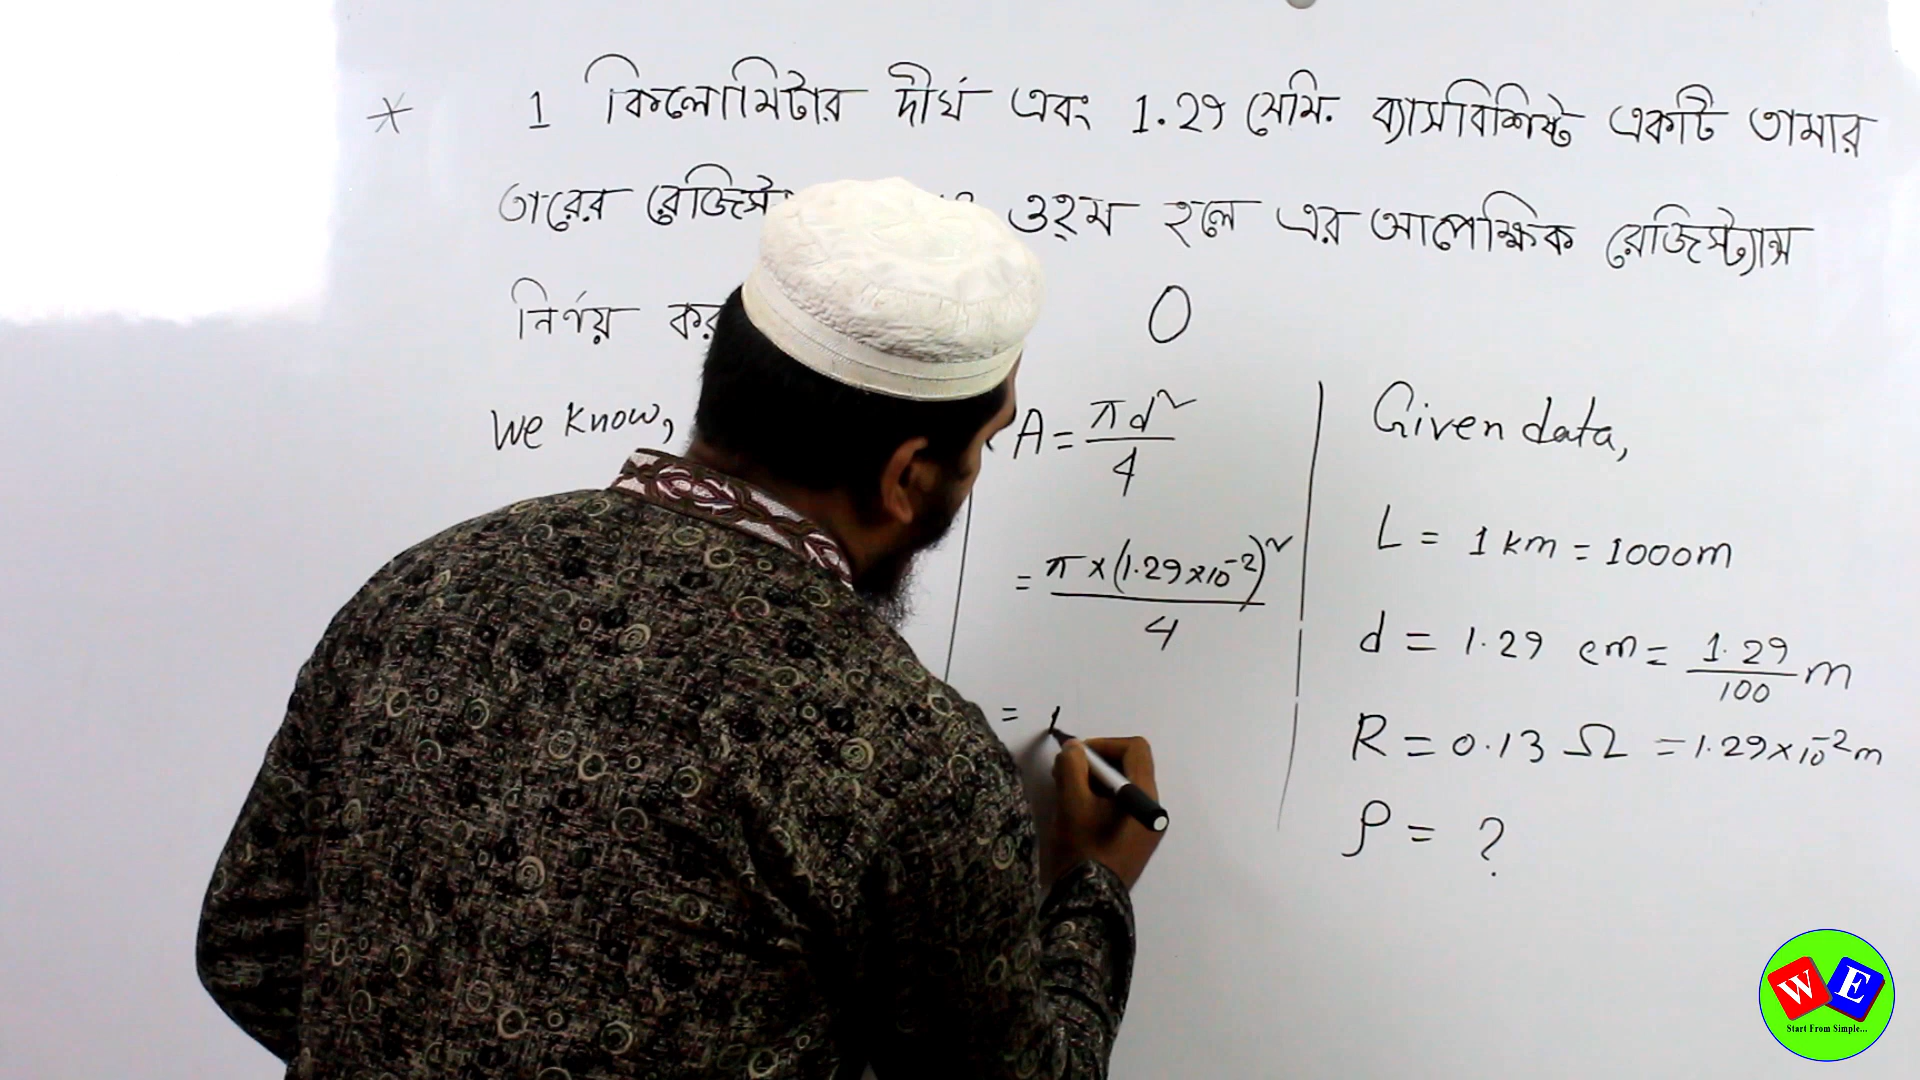 * 1 কিলোমিটার দীর্ঘ এবং 1.29 সেমি. ব্যাসবিশিষ্ট একটি তামার
তারের ওহম হলে এর আপেক্ষিক রেজিস্ট্যান্স
নির্ণয়
We know,
A = πd²/4
= π×(1.29×10⁻²)²/4
=
Given data,
L = 1 km = 1000m
d = 1.29 cm = 1.29/100 m
R = 0.13 Ω = 1.29×10⁻² m
ρ = ?
W E
Start From Simple...